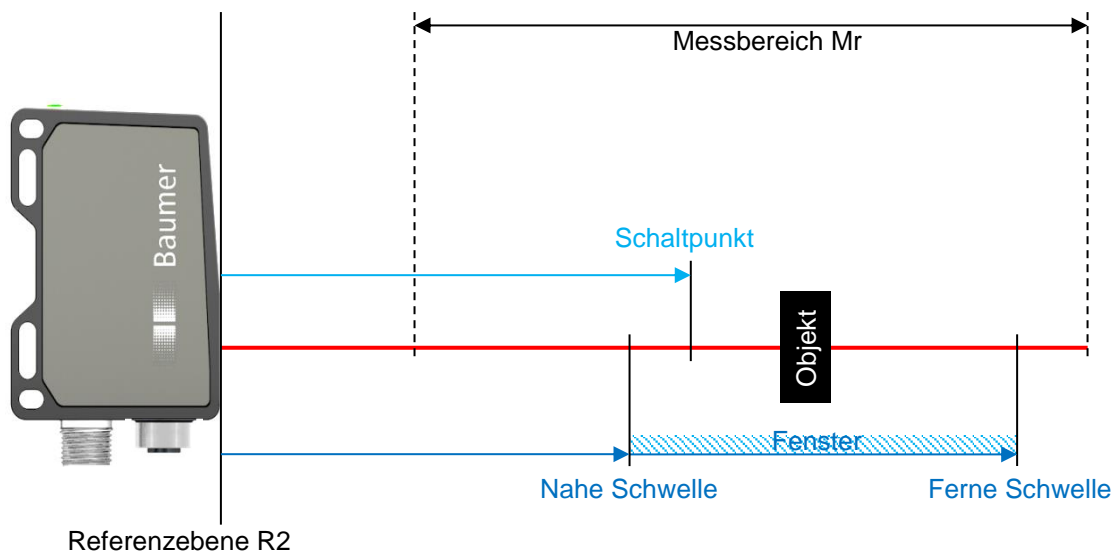 Messbereich Mr
Baumer
Schaltpunkt
Objekt
Fenster
Nahe Schwelle
Ferne Schwelle
Referenzebene R2